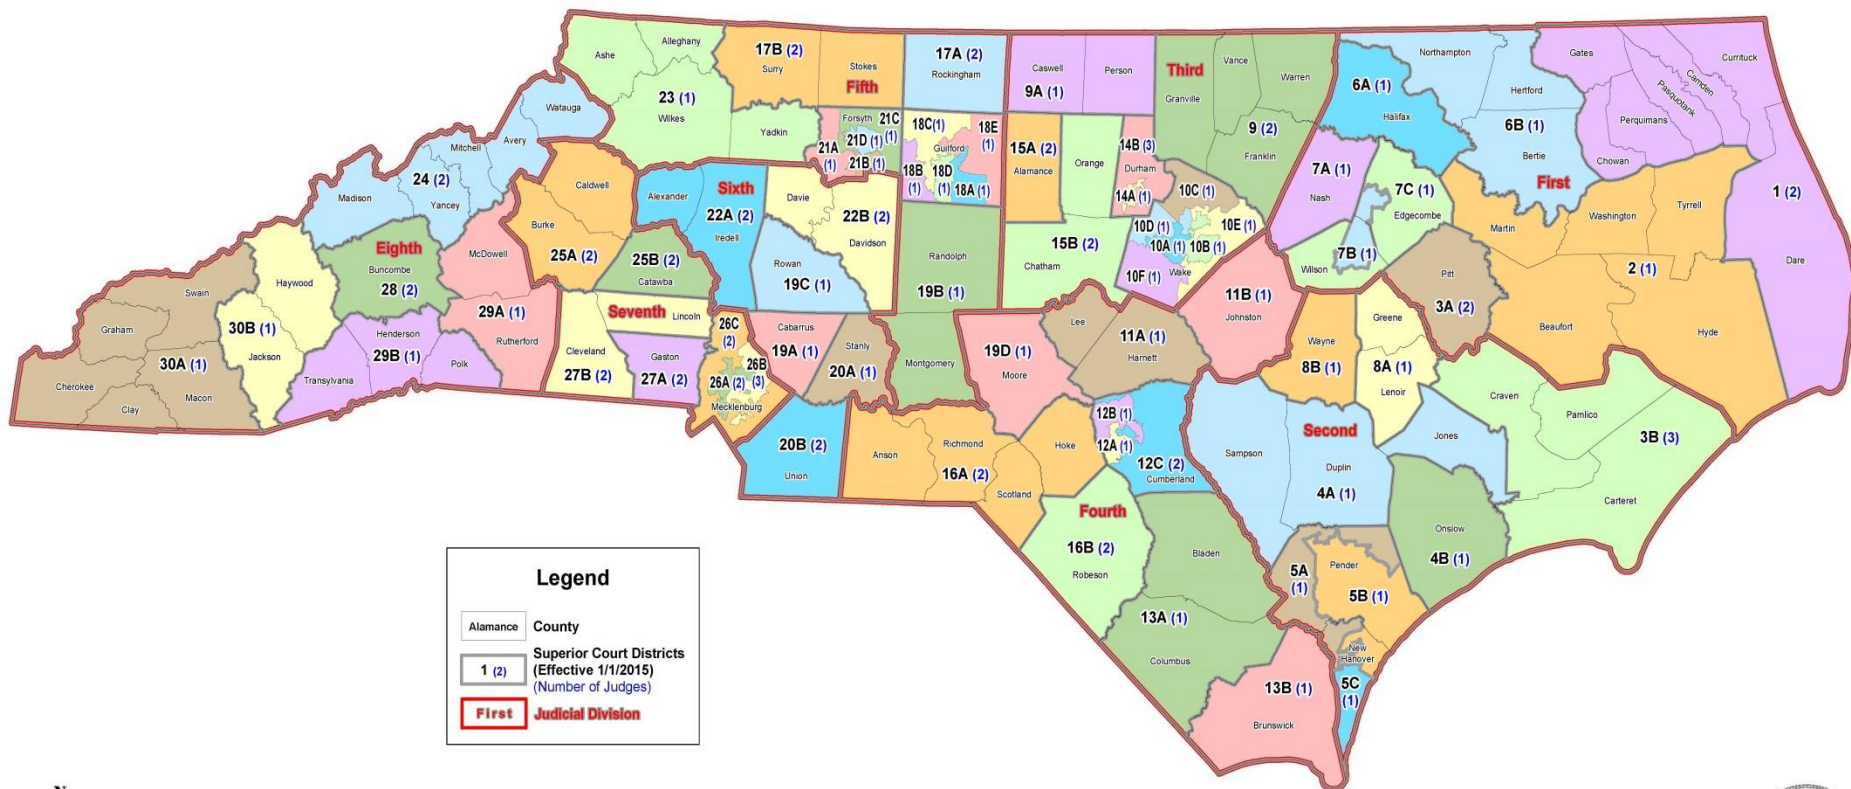 Ashe
Alleghany
17B (2)
Surry
Stokes
Fifth
17A (2)
Rockingham
Caswell
9A (1)
Person
Third
Granville
Vance
Warren
9 (2)
Franklin
6A (1)
Halifax
Northampton
Hertford
6B (1)
Bertie
First
Gates
Currituck
Camden
Pasquotank
Perquimans
Chowan
1 (2)
Dare
Watauga
Avery
Mitchell
24 (2)
Madison
Yancey
23 (1)
Wilkes
Yadkin
Forsyth
21C
(1)
21D (1)
21A
(1)
21B (1)
18C(1)
18E
(1)
Guilford
18B
(1)
18D
(1)
18A (1)
15A (2)
Alamance
Orange
14B (3)
Durham
14A (1)
10C (1)
10D (1)
10E (1)
10A (1)
10B (1)
10F (1)
Wake
7A (1)
Nash
7C (1)
Edgecombe
7B (1)
Wilson
Martin
Washington
Tyrrell
2 (1)
Beaufort
Hyde
Pitt
3A (2)
Caldwell
Burke
25A (2)
Alexander
Sixth
22A (2)
Iredell
Davie
22B (2)
Davidson
Rowan
19C (1)
25B (2)
Catawba
Randolph
19B (1)
Montgomery
15B (2)
Chatham
Lee
11A (1)
Harnett
11B (1)
Johnston
Wayne
8B (1)
Greene
8A (1)
Lenoir
Eighth
Buncombe
28 (2)
McDowell
29A (1)
Rutherford
Haywood
Swain
Graham
30B (1)
Jackson
30A (1)
Cherokee
Clay
Macon
Henderson
29B (1)
Transylvania
Polk
Seventh
Lincoln
Cleveland
27B (2)
Gaston
27A (2)
26C
(2)
26B
(3)
26A (2)
Mecklenburg
Cabarrus
19A (1)
Stanly
20A (1)
19D (1)
Moore
20B (2)
Union
Anson
Richmond
16A (2)
Scotland
Hoke
12B (1)
12A (1)
12C (2)
Cumberland
Second
Sampson
Duplin
4A (1)
Jones
Craven
Pamlico
3B (3)
Carteret
Onslow
4B (1)
Fourth
16B (2)
Robeson
Bladen
13A (1)
Columbus
13B (1)
Brunswick
5A
(1)
Pender
5B (1)
New
Hanover
5C
(1)
Legend
Alamance County
1 (2) Superior Court Districts
(Effective 1/1/2015)
(Number of Judges)
First Judicial Division
N